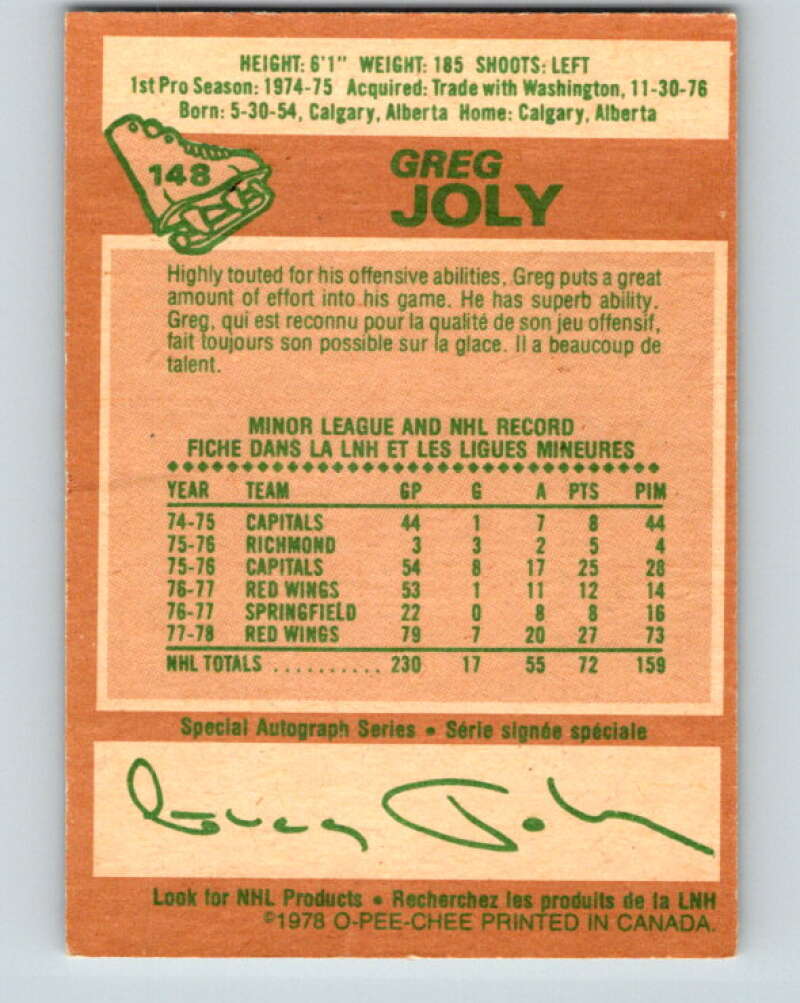 HEIGHT: 6'1" WEIGHT: 185 SHOOTS: LEFT
1st Pro Season: 1974-75 Acquired: Trade with Washington, 11-30-76
Born: 5-30-54, Calgary, Alberta Home: Calgary, Alberta
148
GREG
JOLY
Highly touted for his offensive abilities, Greg puts a great
amount of effort into his game. He has superb ability.
Greg, qui est reconnu pour la qualité de son jeu offensif,
fait toujours son possible sur la glace. Il a beaucoup de
talent.
MINOR LEAGUE AND NHL RECORD
FICHE DANS LA LNH ET LES LIGUES MINEURES
YEAR TEAM GP G A PTS PIM
74-75 CAPITALS 44 1 7 8 44
75-76 RICHMOND 3 3 2 5 4
75-76 CAPITALS 54 8 17 25 28
76-77 RED WINGS 53 1 11 12 14
76-77 SPRINGFIELD 22 0 8 8 16
77-78 RED WINGS 79 7 20 27 73
NHL TOTALS .......... 230 17 55 72 159
Special Autograph Series • Série signée spéciale
Greg Joly
Look for NHL Products • Recherchez les produits de la LNH
©1978 O-PEE-CHEE PRINTED IN CANADA.